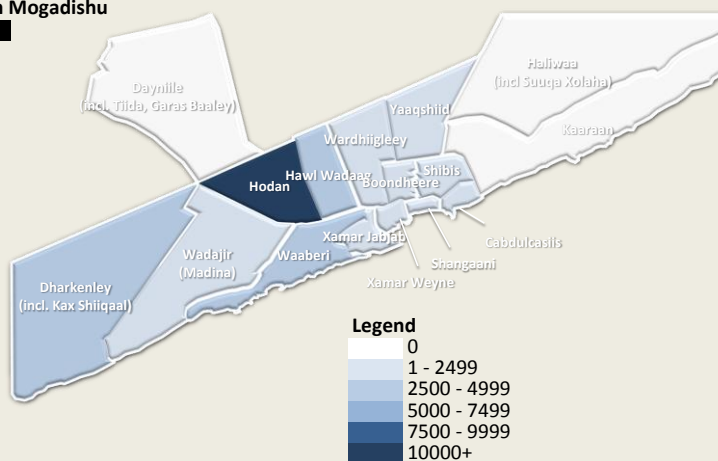 Mogadishu
Dayniile
(incl. Tiida, Garas Baaley)
Haliwaa
(incl Suuqa Xolaha)
Kaaraan
Yaaqshiid
Wardhiigleey
Hodan
Hawl Wadaag
Boondheere
Shibis
Cabdulcasiis
Shangaani
Xamar Weyne
Xamar Jabjab
Waaberi
Wadajir
(Madina)
Dharkenley
(incl. Kax Shiiqaal)
Legend
0
1 - 2499
2500 - 4999
5000 - 7499
7500 - 9999
10000+